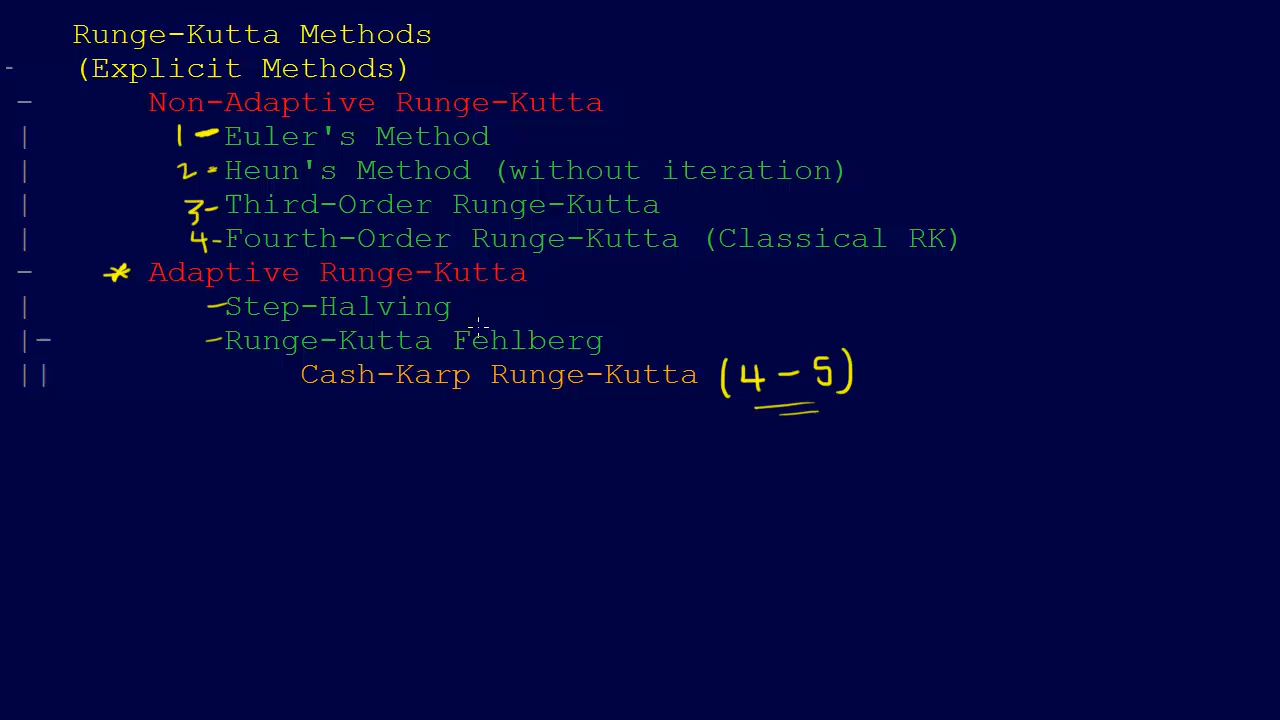 Runge-Kutta Methods
(Explicit Methods)
Non-Adaptive Runge-Kutta
1-Euler's Method
2-Heun's Method (without iteration)
3-Third-Order Runge-Kutta
4-Fourth-Order Runge-Kutta (Classical RK)
* Adaptive Runge-Kutta
-Step-Halving
-Runge-Kutta Fehlberg
Cash-Karp Runge-Kutta (4-5)